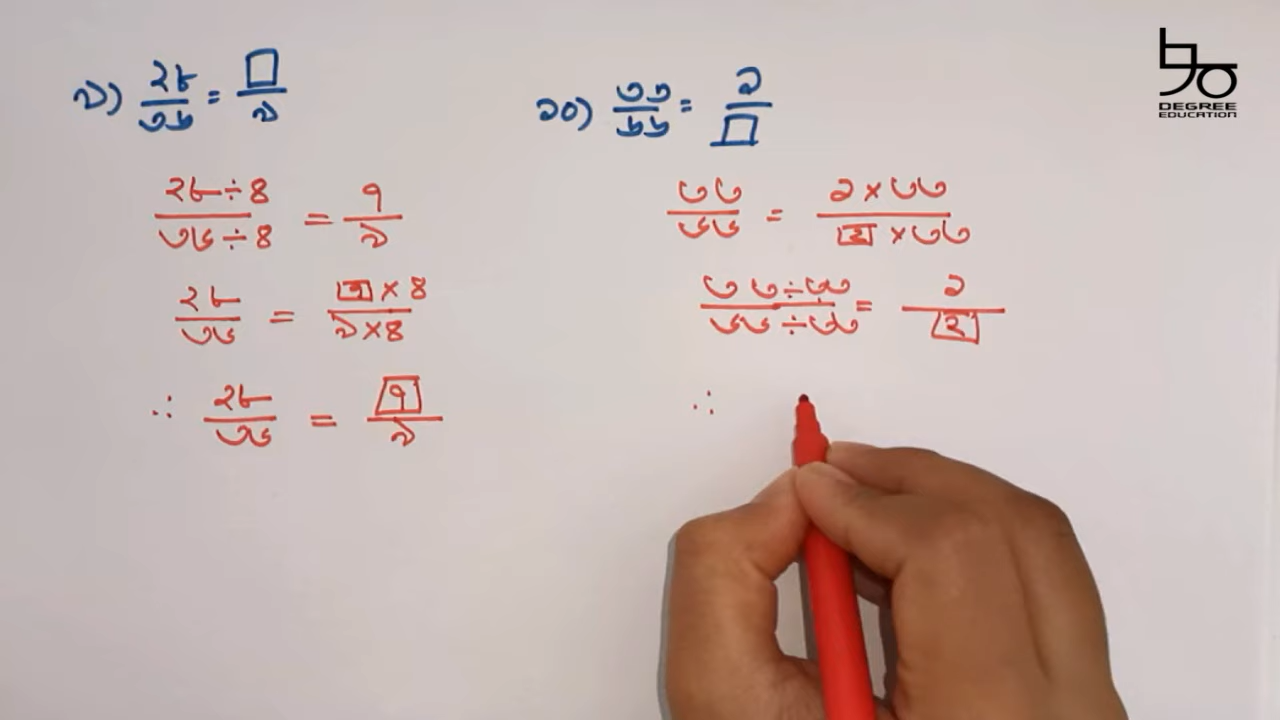 ৯) ২৮/৩৬ = □/৯
(২৮÷৪)/(৩৬÷৪) = ৭/৯
২৮/৩৬ = (৭×৪)/(৯×৪)
∴ ২৮/৩৬ = ৭/৯
১০) ৩৩/৬৬ = ১/□
৩৩/৬৬ = (১×৩৩)/(২×৩৩)
(৩৩÷৩৩)/(৬৬÷৩৩) = ১/২
∴
DEGREE
EDUCATION